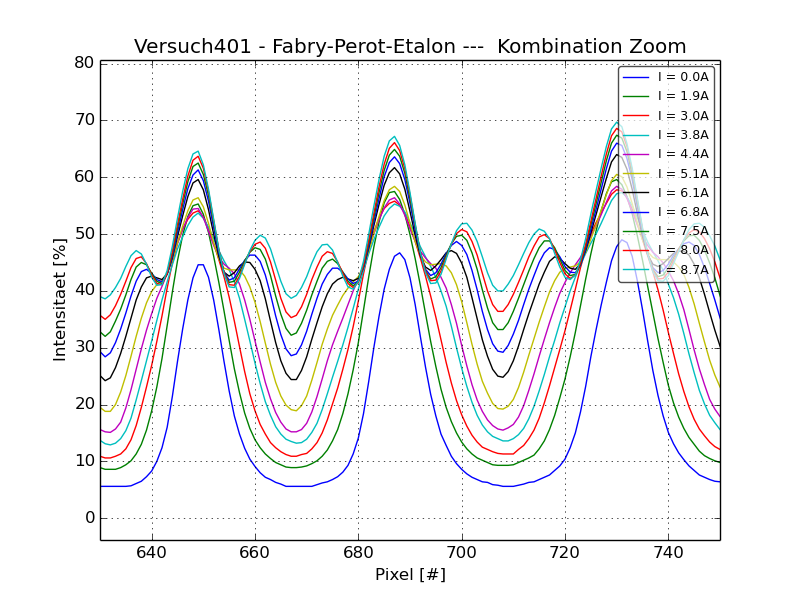 Versuch401 - Fabry-Perot-Etalon --- Kombination Zoom
80
70
60
50
40
30
20
10
0
Intensitaet [%]
I = 0.0A
I = 1.9A
I = 3.0A
I = 3.8A
I = 4.4A
I = 5.1A
I = 6.1A
I = 6.8A
I = 7.5A
I = 8.0A
I = 8.7A
640 660 680 700 720 740
Pixel [#]